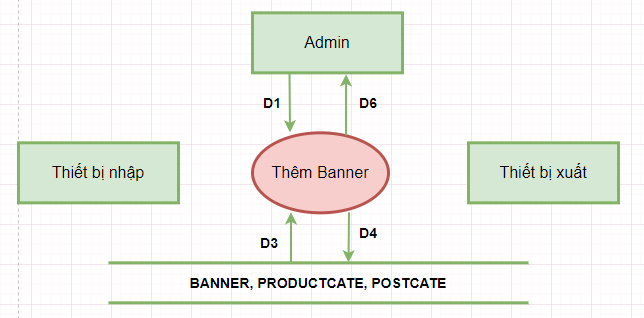 Admin
D1
D6
Thiết bị nhập
Thêm Banner
Thiết bị xuất
D3
D4
BANNER, PRODUCTCATE, POSTCATE